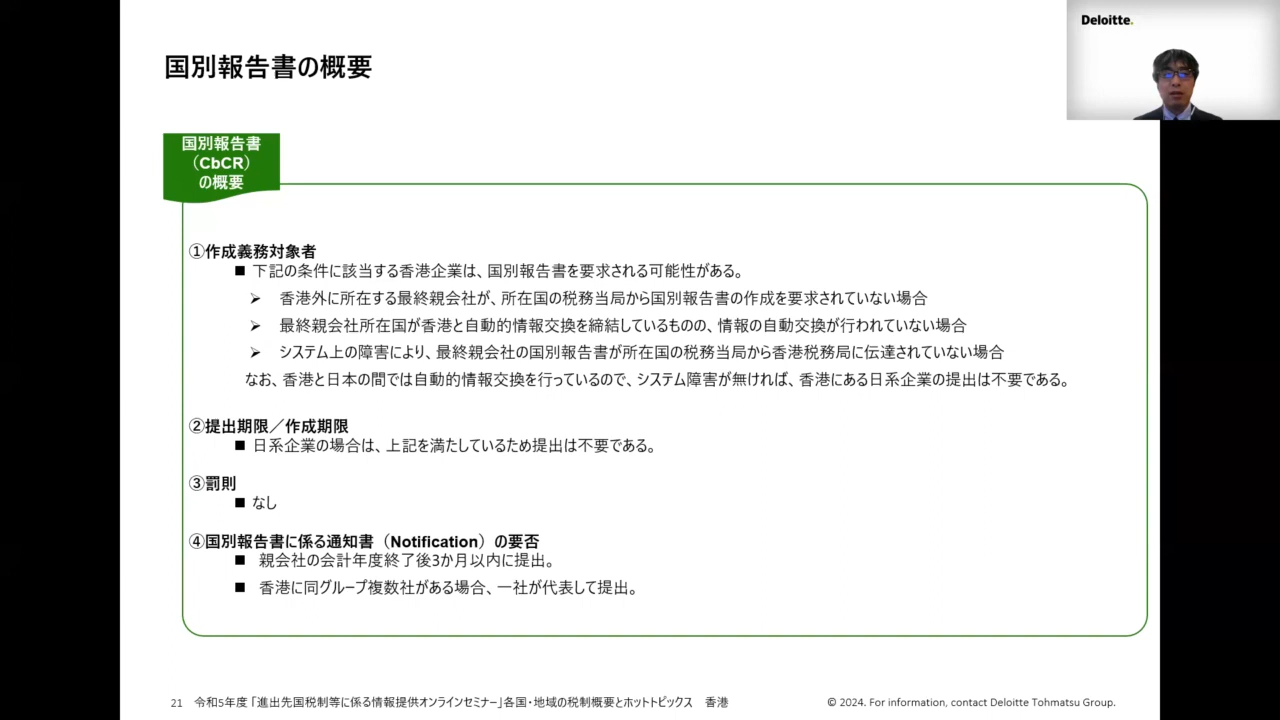 Deloitte.
国別報告書の概要
国別報告書
（CbCR）
の概要
①作成義務対象者
■ 下記の条件に該当する香港企業は、国別報告書を要求される可能性がある。
➢ 香港外に所在する最終親会社が、所在国の税務当局から国別報告書の作成を要求されていない場合
➢ 最終親会社所在国が香港と自動的情報交換を締結しているものの、情報の自動交換が行われていない場合
➢ システム上の障害により、最終親会社の国別報告書が所在国の税務当局から香港税務局に伝達されていない場合
なお、香港と日本の間では自動的情報交換を行っているので、システム障害が無ければ、香港にある日系企業の提出は不要である。
②提出期限／作成期限
■ 日系企業の場合は、上記を満たしているため提出は不要である。
③罰則
■ なし
④国別報告書に係る通知書（Notification）の要否
■ 親会社の会計年度終了後3か月以内に提出。
■ 香港に同グループ複数社がある場合、一社が代表して提出。
21 令和5年度「進出先国税制等に係る情報提供オンラインセミナー」各国・地域の税制概要とホットトピックス 香港
© 2024. For information, contact Deloitte Tohmatsu Group.